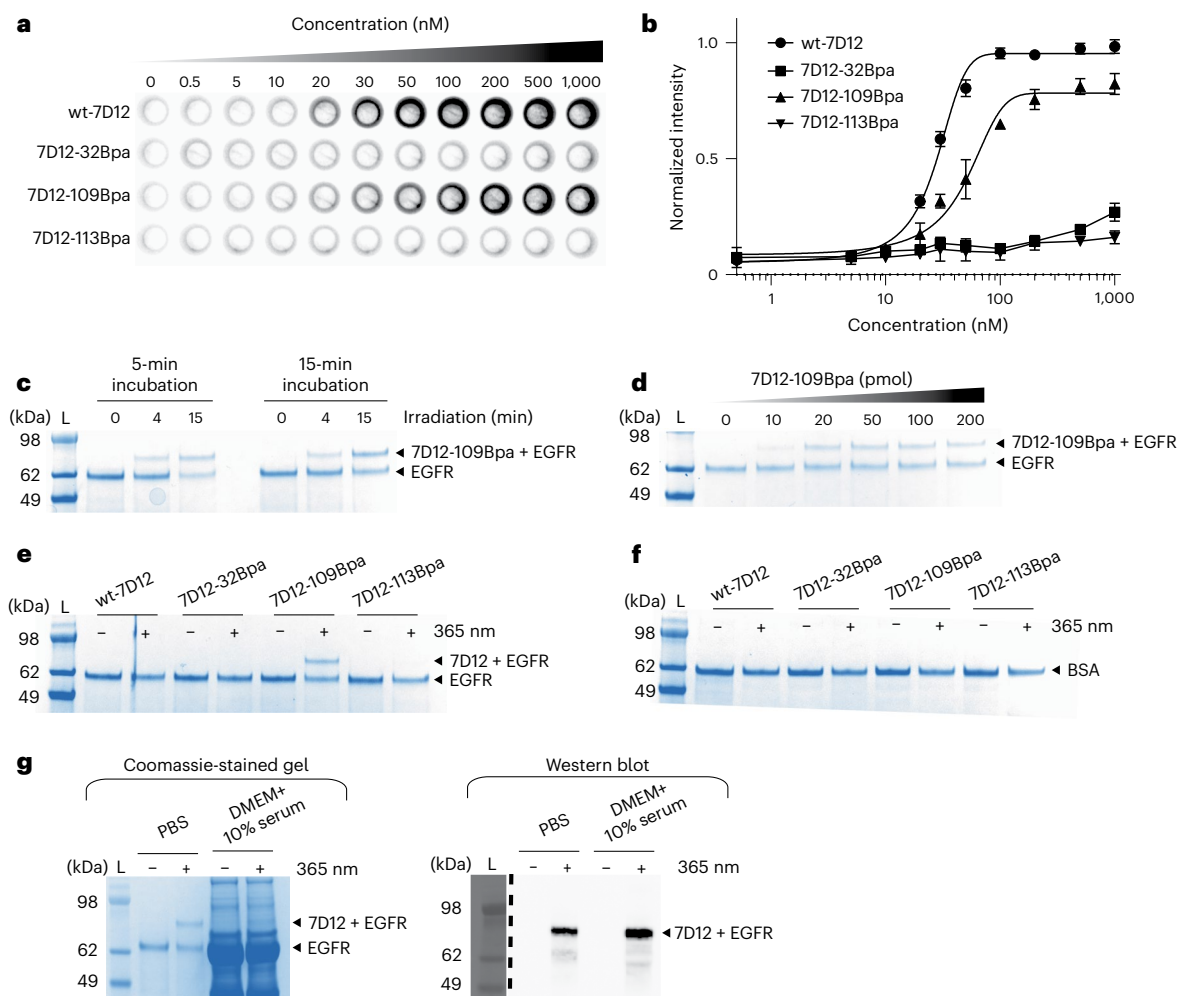 a
Concentration (nM)
0 0.5 5 10 20 30 50 100 200 500 1,000
wt-7D12
7D12-32Bpa
7D12-109Bpa
7D12-113Bpa
b
Normalized intensity
1.0
0.5
0
wt-7D12
7D12-32Bpa
7D12-109Bpa
7D12-113Bpa
1 10 100 1,000
Concentration (nM)
c
5-min incubation
15-min incubation
(kDa) L 0 4 15 0 4 15 Irradiation (min)
98
62
49
7D12-109Bpa + EGFR
EGFR
d
7D12-109Bpa (pmol)
(kDa) L 0 10 20 50 100 200
98
62
49
7D12-109Bpa + EGFR
EGFR
e
wt-7D12 7D12-32Bpa 7D12-109Bpa 7D12-113Bpa
(kDa) L
− + − + − + − + 365 nm
98
62
49
7D12 + EGFR
EGFR
f
wt-7D12 7D12-32Bpa 7D12-109Bpa 7D12-113Bpa
(kDa) L
− + − + − + − + 365 nm
98
62
49
BSA
g
Coomassie-stained gel
PBS
DMEM+
10% serum
(kDa) L − + − + 365 nm
98
62
49
7D12 + EGFR
EGFR
Western blot
PBS
DMEM+
10% serum
(kDa) L − + − + 365 nm
98
62
49
7D12 + EGFR